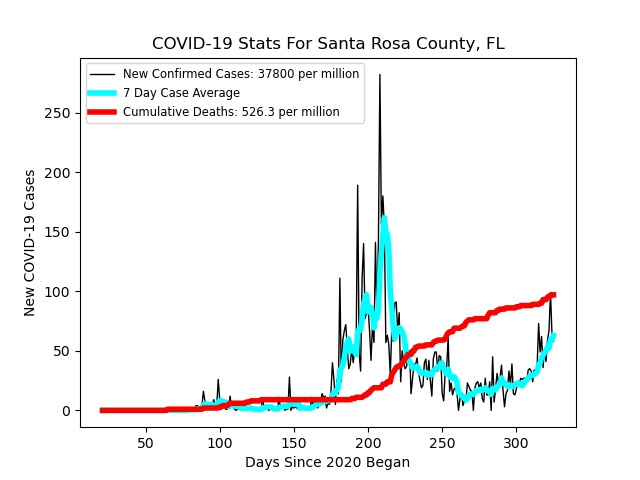 COVID-19 Stats For Santa Rosa County, FL
New Confirmed Cases: 37800 per million
7 Day Case Average
Cumulative Deaths: 526.3 per million
New COVID-19 Cases
250
200
150
100
50
0
50 100 150 200 250 300
Days Since 2020 Began